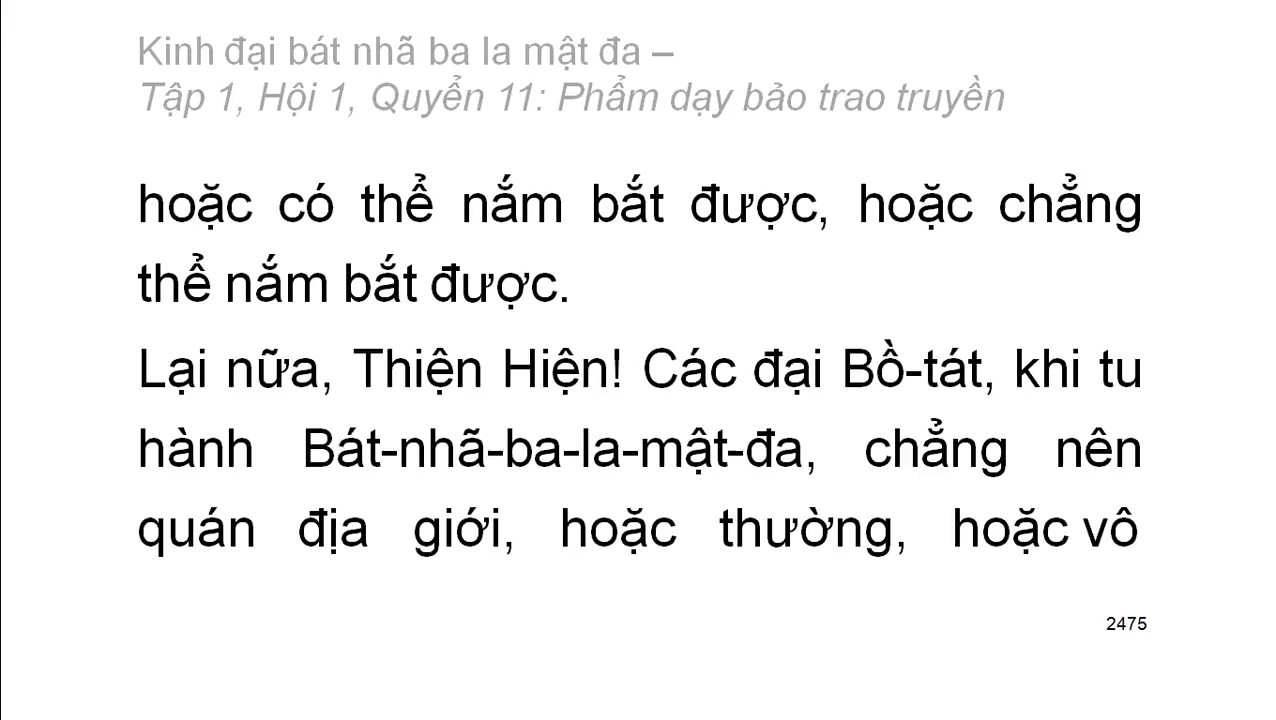 Kinh đại bát nhã ba la mật đa –
Tập 1, Hội 1, Quyển 11: Phẩm dạy bảo trao truyền
hoặc có thể nắm bắt được, hoặc chẳng
thể nắm bắt được.
Lại nữa, Thiện Hiện! Các đại Bồ-tát, khi tu
hành Bát-nhã-ba-la-mật-đa, chẳng nên
quán địa giới, hoặc thường, hoặc vô
2475